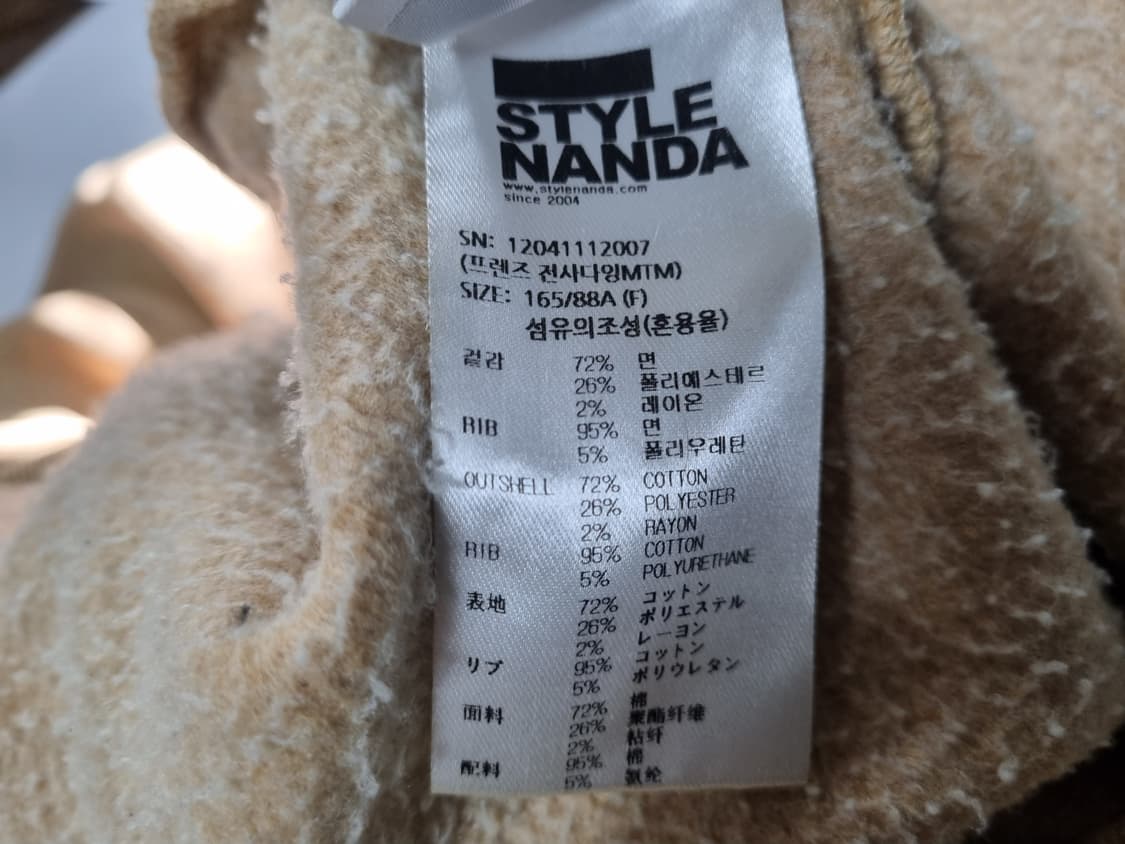 STYLE
NANDA
www.stylenanda.com
since 2004
SN: 12041112007
(프렌즈 전사다잉MTM)
SIZE: 165/88A (F)
섬유의조성(혼용율)
겉감 72% 면
26% 폴리에스테르
2% 레이온
RIB 95% 면
5% 폴리우레탄
OUTSHELL 72% COTTON
26% POLYESTER
2% RAYON
RIB 95% COTTON
5% POLYURETHANE
表地 72% コットン
26% ポリエステル
2% レーヨン
リブ 95% コットン
5% ポリウレタン
面料 72% 棉
26% 聚酯纤维
2% 粘纤
配料 95% 棉
5% 氨纶